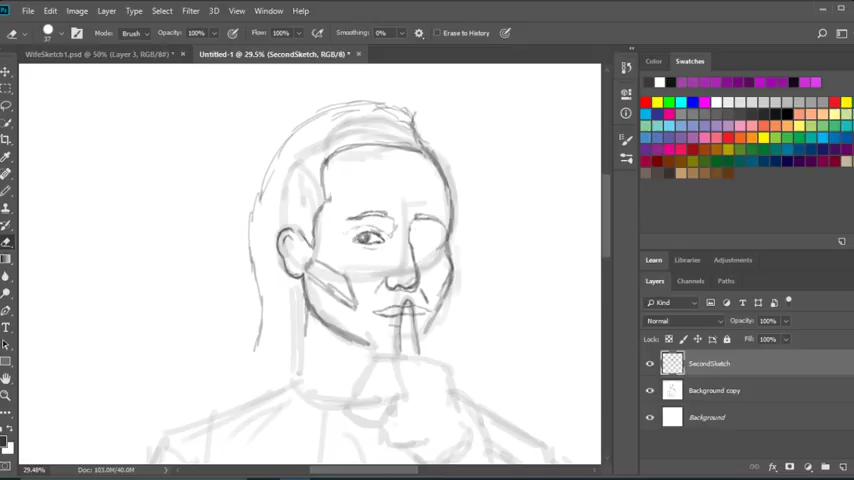 File Edit Image Layer Type Select Filter 3D View Window Help
37 Mode: Brush Opacity: 100% Flow: 100% Smoothing: 0% Erase to History
WifeSketch1.psd @ 50% (Layer 3, RGB/8#) * × Untitled-1 @ 29.5% (SecondSketch, RGB/8) * ×
Color Swatches
Learn Libraries Adjustments
Layers Channels Paths
Kind
Normal Opacity: 100%
Lock: Fill: 100%
SecondSketch
Background copy
Background
29.48% Doc: 103.0M/40.0M